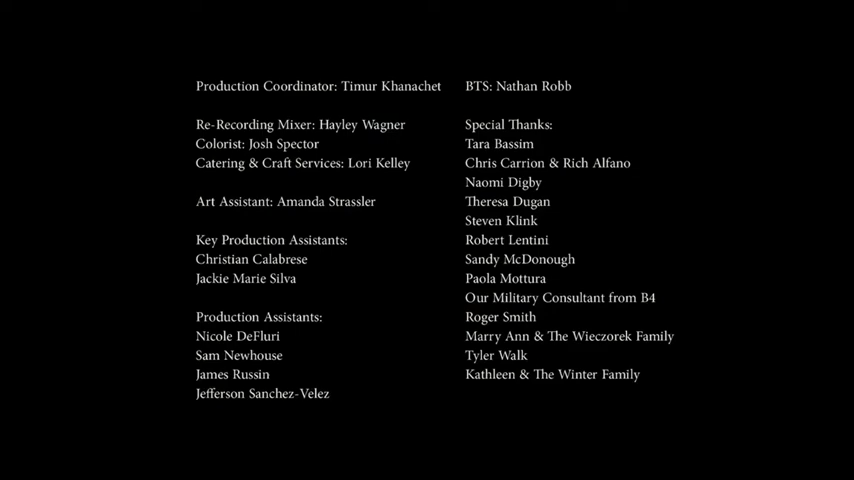 Production Coordinator: Timur Khanachet
Re-Recording Mixer: Hayley Wagner
Colorist: Josh Spector
Catering & Craft Services: Lori Kelley
Art Assistant: Amanda Strassler
Key Production Assistants:
Christian Calabrese
Jackie Marie Silva
Production Assistants:
Nicole DeFluri
Sam Newhouse
James Russin
Jefferson Sanchez-Velez
BTS: Nathan Robb
Special Thanks:
Tara Bassim
Chris Carrion & Rich Alfano
Naomi Digby
Theresa Dugan
Steven Klink
Robert Lentini
Sandy McDonough
Paola Mottura
Our Military Consultant from B4
Roger Smith
Marry Ann & The Wieczorek Family
Tyler Walk
Kathleen & The Winter Family